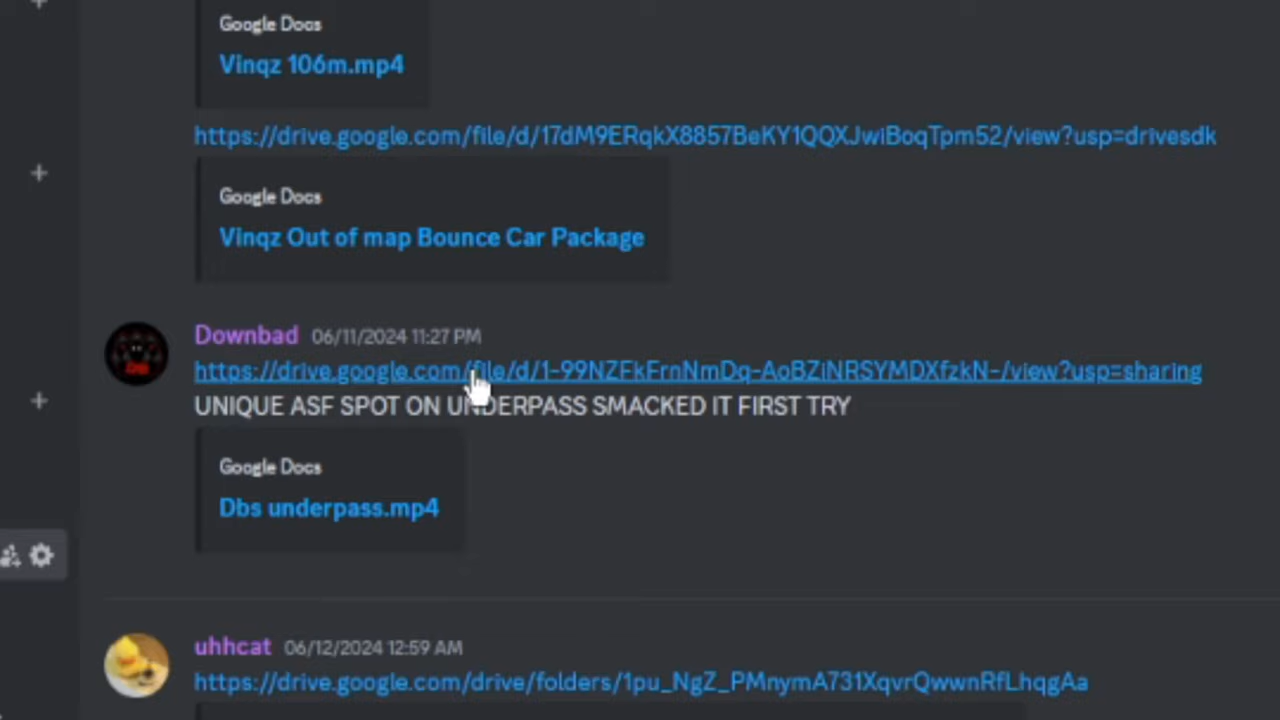 Google Docs
Vinqz 106m.mp4
https://drive.google.com/file/d/17dM9ERqkX8857BeKY1QQXJwiBoqTpm52/view?usp=drivesdk
Google Docs
Vinqz Out of map Bounce Car Package
Downbad 06/11/2024 11:27 PM
https://drive.google.com/file/d/1-99NZFkFrnNmDq-AoBZiNRSYMDXfzkN-/view?usp=sharing
UNIQUE ASF SPOT ON UNDERPASS SMACKED IT FIRST TRY
Google Docs
Dbs underpass.mp4
uhhcat 06/12/2024 12:59 AM
https://drive.google.com/drive/folders/1pu_NgZ_PMnymA731XqvrQwwnRfLhqgAa